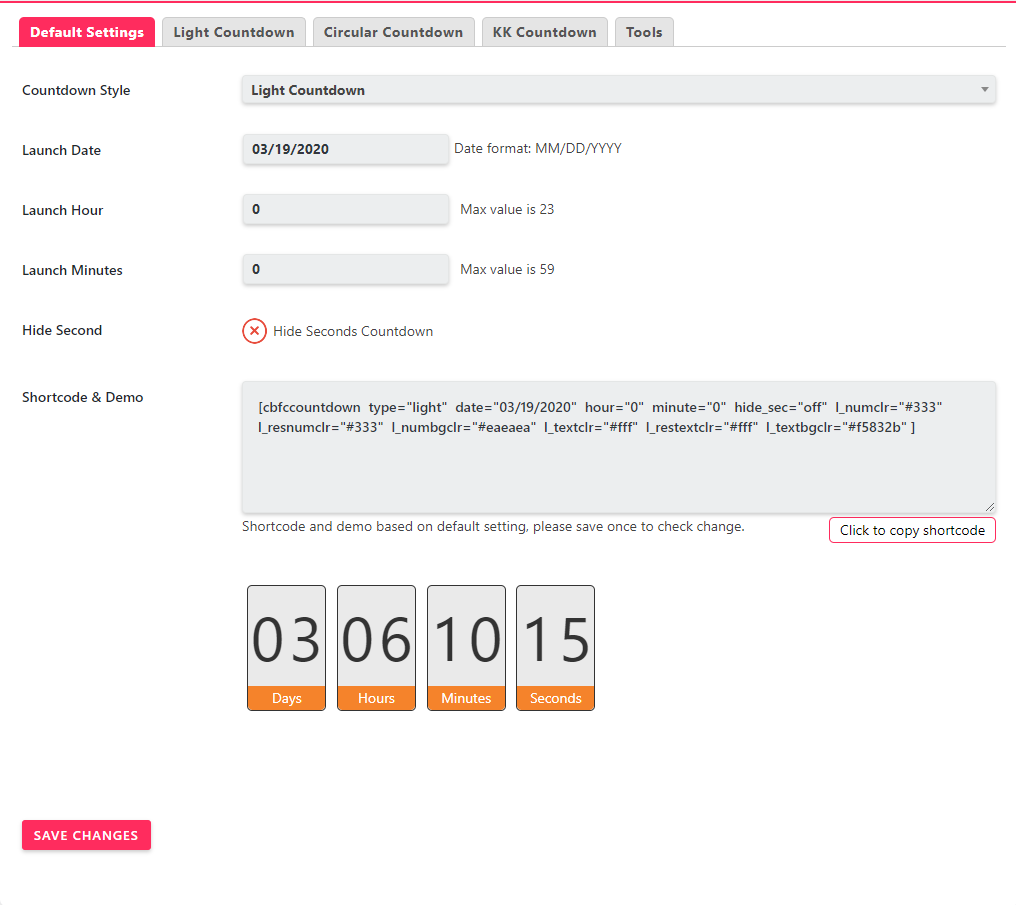 Default Settings Light Countdown Circular Countdown KK Countdown Tools
Countdown Style Light Countdown
Launch Date 03/19/2020 Date format: MM/DD/YYYY
Launch Hour 0 Max value is 23
Launch Minutes 0 Max value is 59
Hide Second Hide Seconds Countdown
Shortcode & Demo
[cbfccountdown type="light" date="03/19/2020" hour="0" minute="0" hide_sec="off" l_numclr="#333"
l_resnumclr="#333" l_numbgclr="#eaeaea" l_textclr="#fff" l_restextclr="#fff" l_textbgclr="#f5832b" ]
Shortcode and demo based on default setting, please save once to check change.
Click to copy shortcode
03 06 10 15
Days Hours Minutes Seconds
SAVE CHANGES